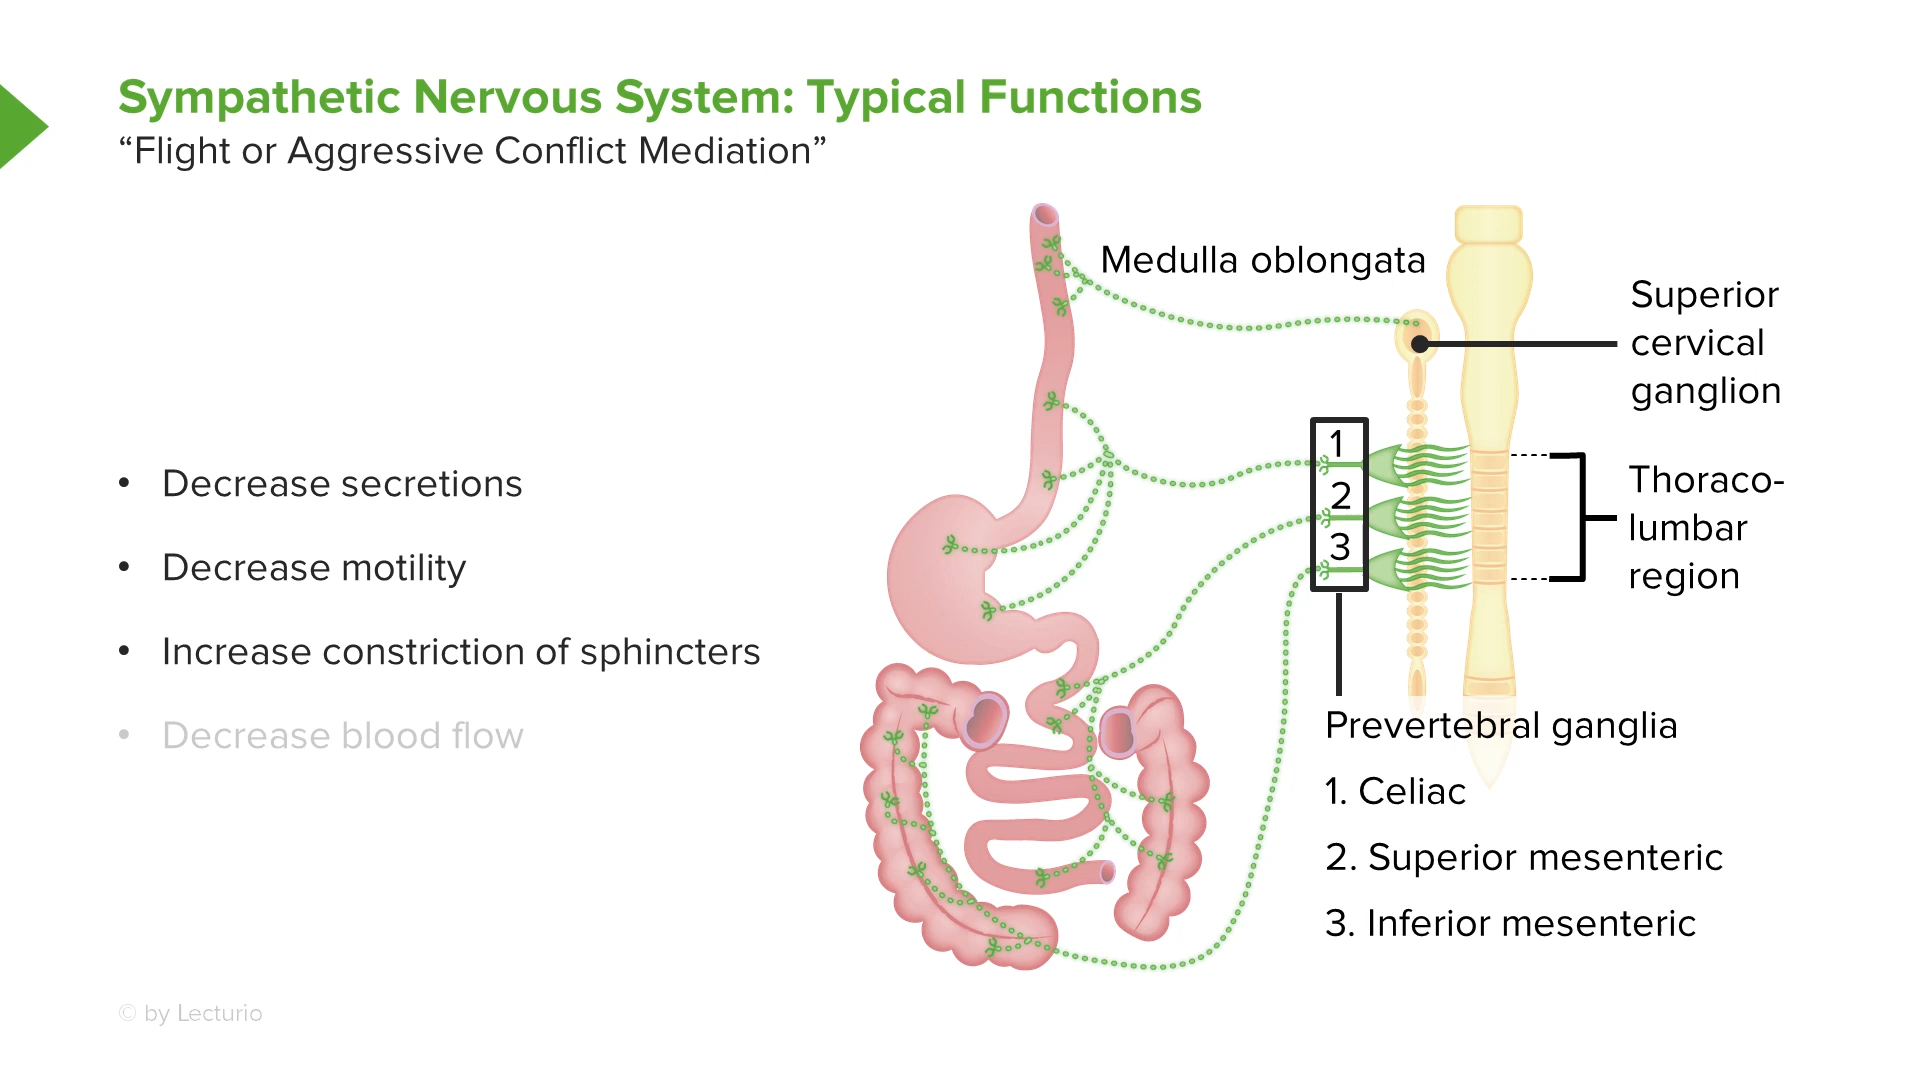 Sympathetic Nervous System: Typical Functions
“Flight or Aggressive Conflict Mediation”
• Decrease secretions
• Decrease motility
• Increase constriction of sphincters
• Decrease blood flow
Medulla oblongata
Superior
cervical
ganglion
1
2
3
Thoraco-
lumbar
region
Prevertebral ganglia
1. Celiac
2. Superior mesenteric
3. Inferior mesenteric
© by Lecturio